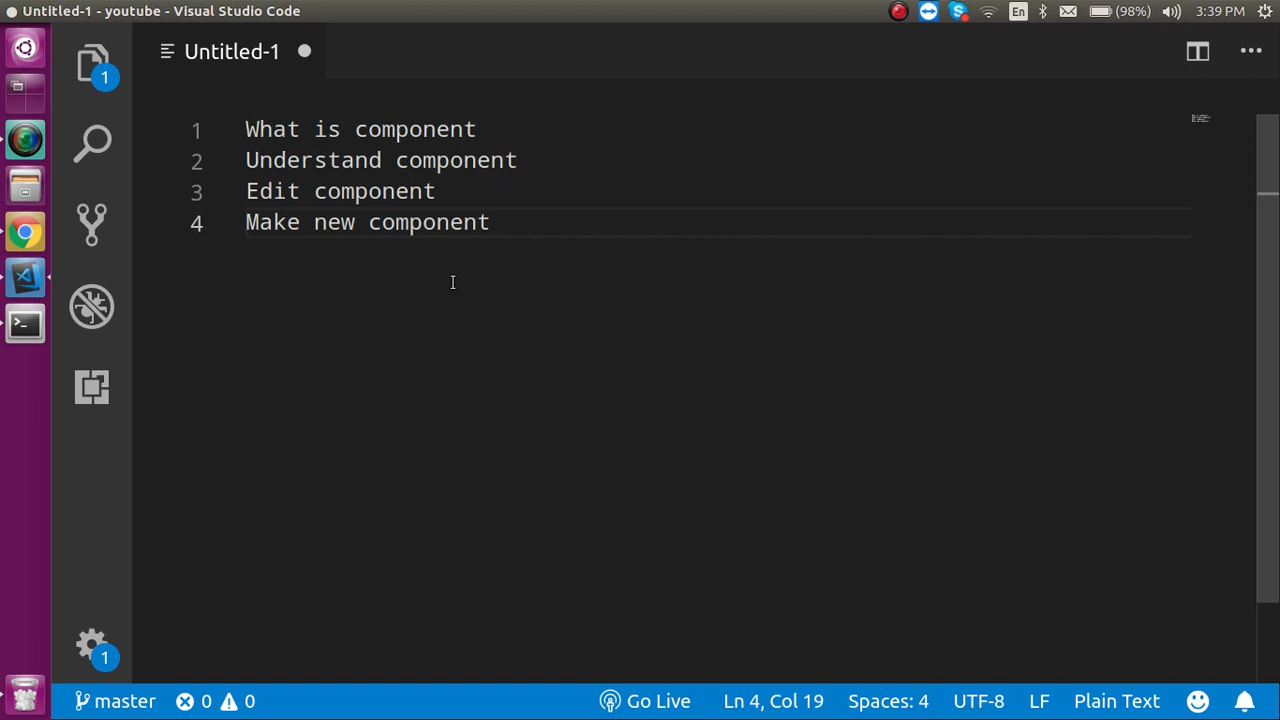 Untitled-1 - youtube - Visual Studio Code
En
(98%)
3:39 PM
Untitled-1
1
1 What is component
2 Understand component
3 Edit component
4 Make new component
1
master
0
0
Go Live
Ln 4, Col 19
Spaces: 4
UTF-8
LF
Plain Text